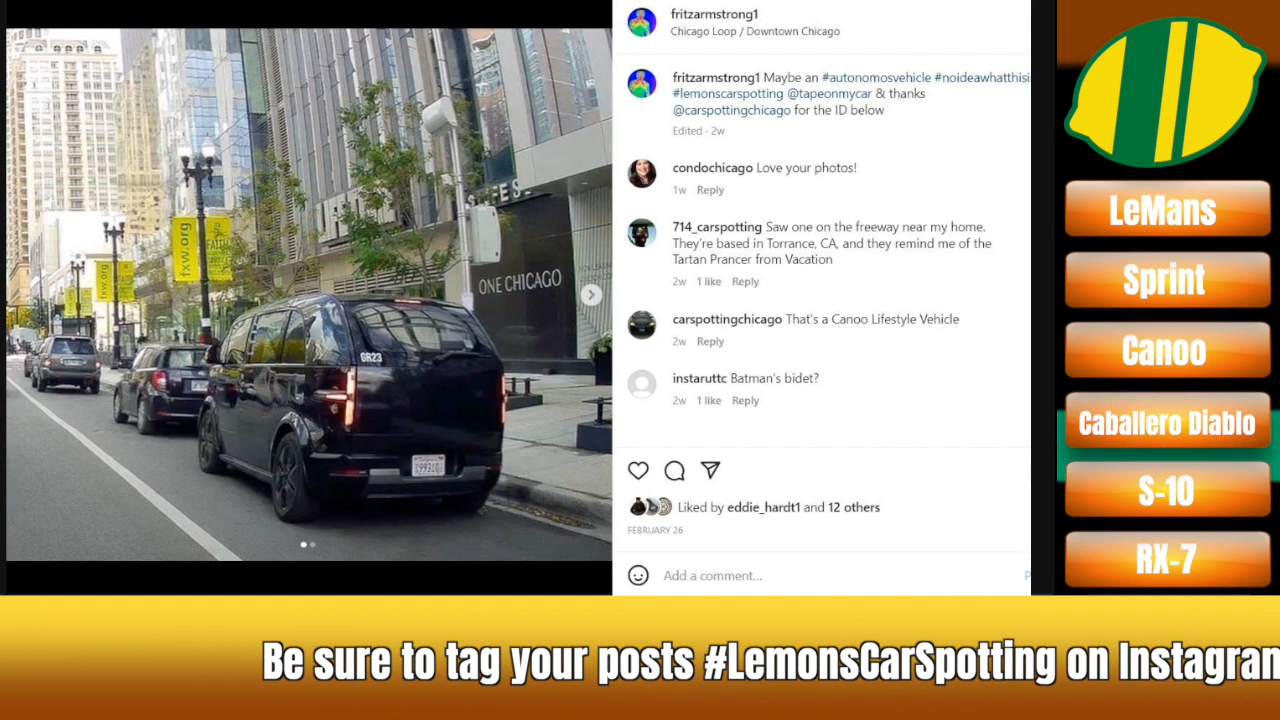 fritzarmstrong1
Chicago Loop / Downtown Chicago
fritzarmstrong1 Maybe an #autonomosvehicle #noideawhatthisi
#lemonscarspotting @tapeonmycar & thanks
@carspottingchicago for the ID below
Edited · 2w
condochicago Love your photos!
1w Reply
714_carspotting Saw one on the freeway near my home.
They're based in Torrance, CA, and they remind me of the
Tartan Prancer from Vacation
2w 1 like Reply
carspottingchicago That's a Canoo Lifestyle Vehicle
2w Reply
instaruttc Batman's bidet?
2w 1 like Reply
Liked by eddie_hardt1 and 12 others
FEBRUARY 26
Add a comment...
P
fxw.org
FAITH
fxw.org
ONE CHICAGO
GR23
LeMans
Sprint
Canoo
Caballero Diablo
S-10
RX-7
Be sure to tag your posts #LemonsCarSpotting on Instagram